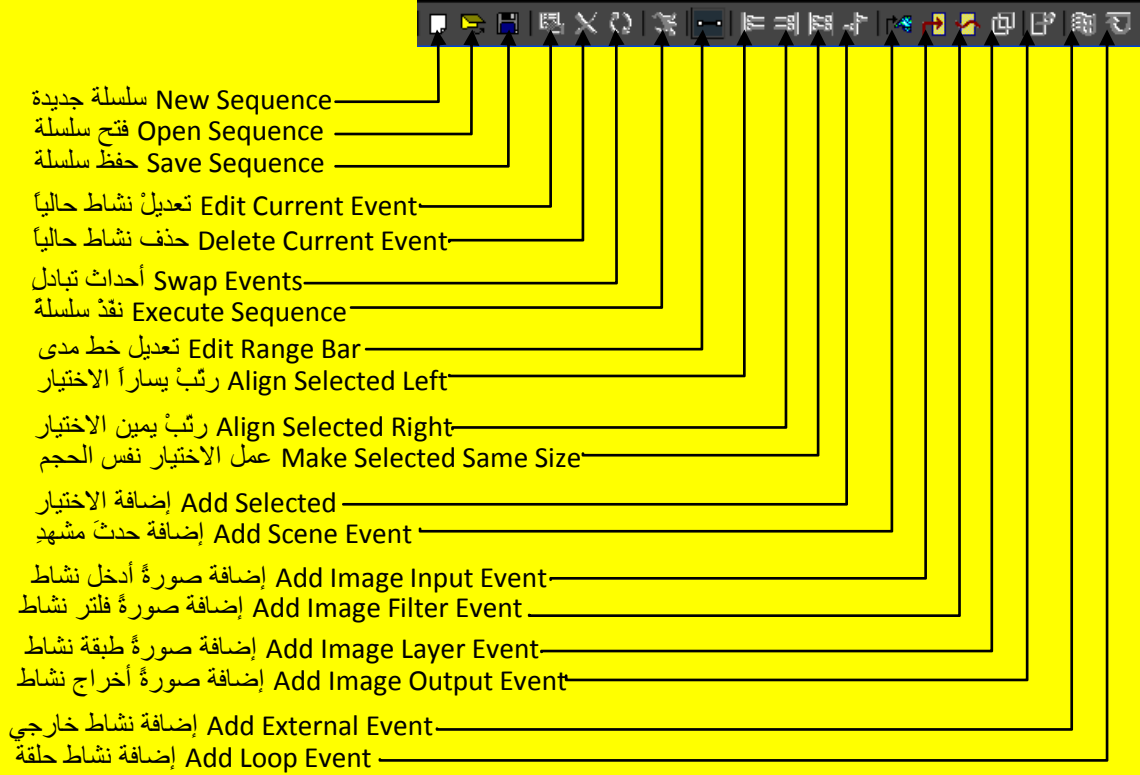 New Sequence سلسلة جديدة
Open Sequence فتح سلسلة
Save Sequence حفظ سلسلة
Edit Current Event تعديلْ نشاط حالياً
Delete Current Event حذف نشاط حالياً
Swap Events أحداث تبادلِ
Execute Sequence نفّذْ سلسلةً
Edit Range Bar تعديل خط مدى
Align Selected Left رتّبْ يساراً الاختيار
Align Selected Right رتّبْ يمين الاختيار
Make Selected Same Size عمل الاختيار نفس الحجم
Add Selected إضافة الاختيار
Add Scene Event إضافة حدثَ مشهدِ
Add Image Input Event إضافة صورةً أدخل نشاط
Add Image Filter Event إضافة صورةً فلتر نشاط
Add Image Layer Event إضافة صورةً طبقة نشاط
Add Image Output Event إضافة صورةً أخراج نشاط
Add External Event إضافة نشاط خارجي
Add Loop Event إضافة نشاط حلقة